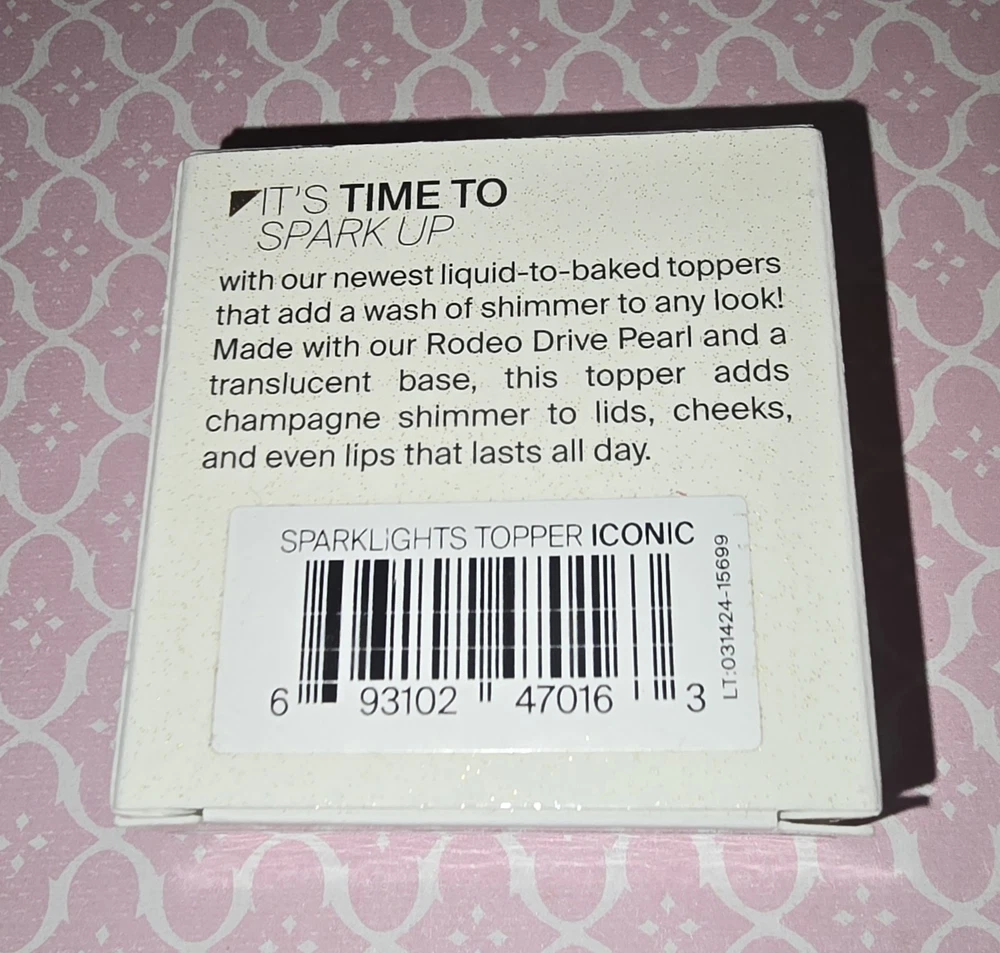 IT'S TIME TO
SPARK UP
with our newest liquid-to-baked toppers
that add a wash of shimmer to any look!
Made with our Rodeo Drive Pearl and a
translucent base, this topper adds
champagne shimmer to lids, cheeks,
and even lips that lasts all day.
SPARKLIGHTS TOPPER ICONIC
6 93102 47016 3
LT:031424-15699